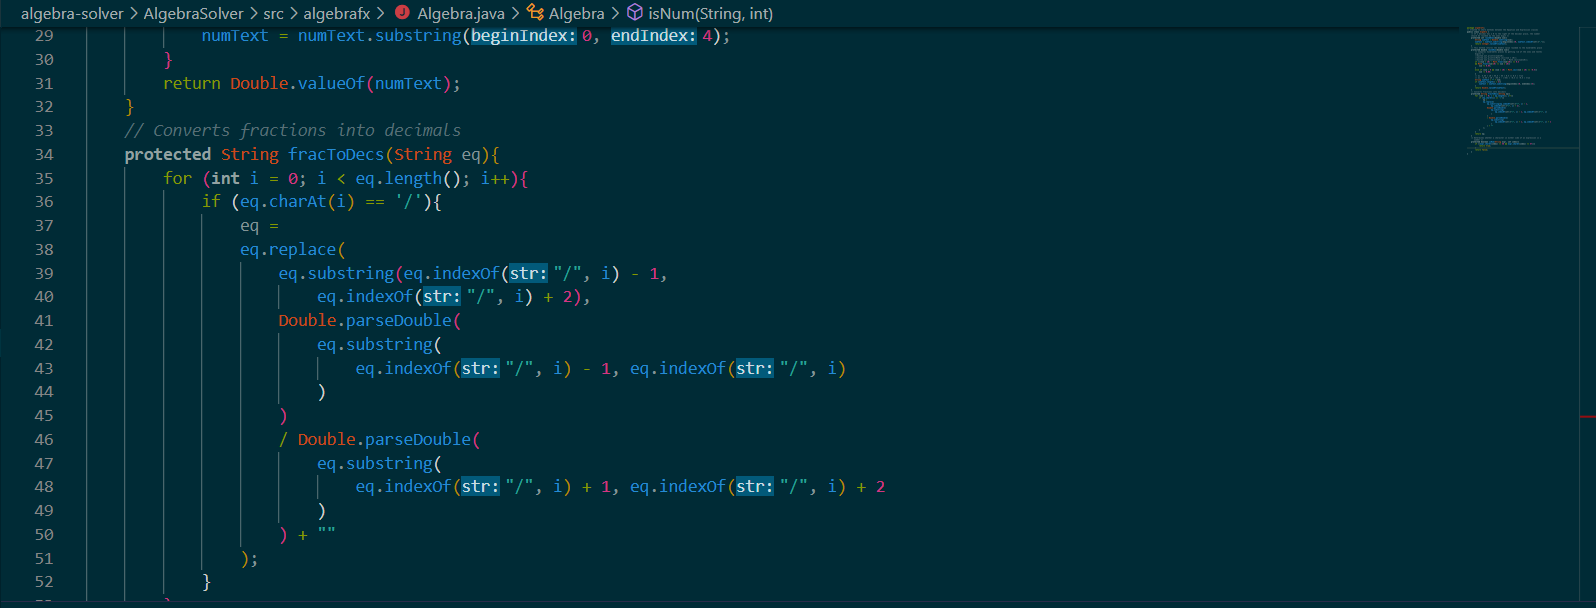 algebra-solver > AlgebraSolver > src > algebrafx > J Algebra.java > Algebra > isNum(String, int)
29 numText = numText.substring(beginIndex: 0, endIndex: 4);
30 }
31 return Double.valueOf(numText);
32 }
33 // Converts fractions into decimals
34 protected String fracToDecs(String eq){
35 for (int i = 0; i < eq.length(); i++){
36 if (eq.charAt(i) == '/'){
37 eq =
38 eq.replace(
39 eq.substring(eq.indexOf(str: "/", i) - 1,
40 eq.indexOf(str: "/", i) + 2),
41 Double.parseDouble(
42 eq.substring(
43 eq.indexOf(str: "/", i) - 1, eq.indexOf(str: "/", i)
44 )
45 )
46 / Double.parseDouble(
47 eq.substring(
48 eq.indexOf(str: "/", i) + 1, eq.indexOf(str: "/", i) + 2
49 )
50 ) + ""
51 );
52 }